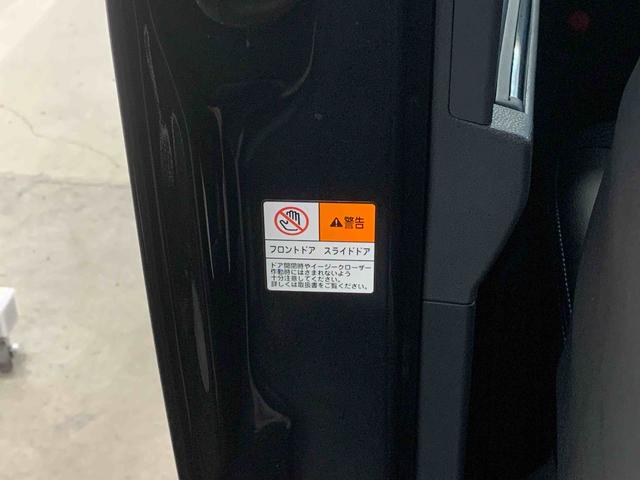 警告
フロントドア スライドドア
ドア開閉時やイージークローザー
作動時にはさまれないよう
十分注意してください。
詳しくは取扱書をご覧ください。